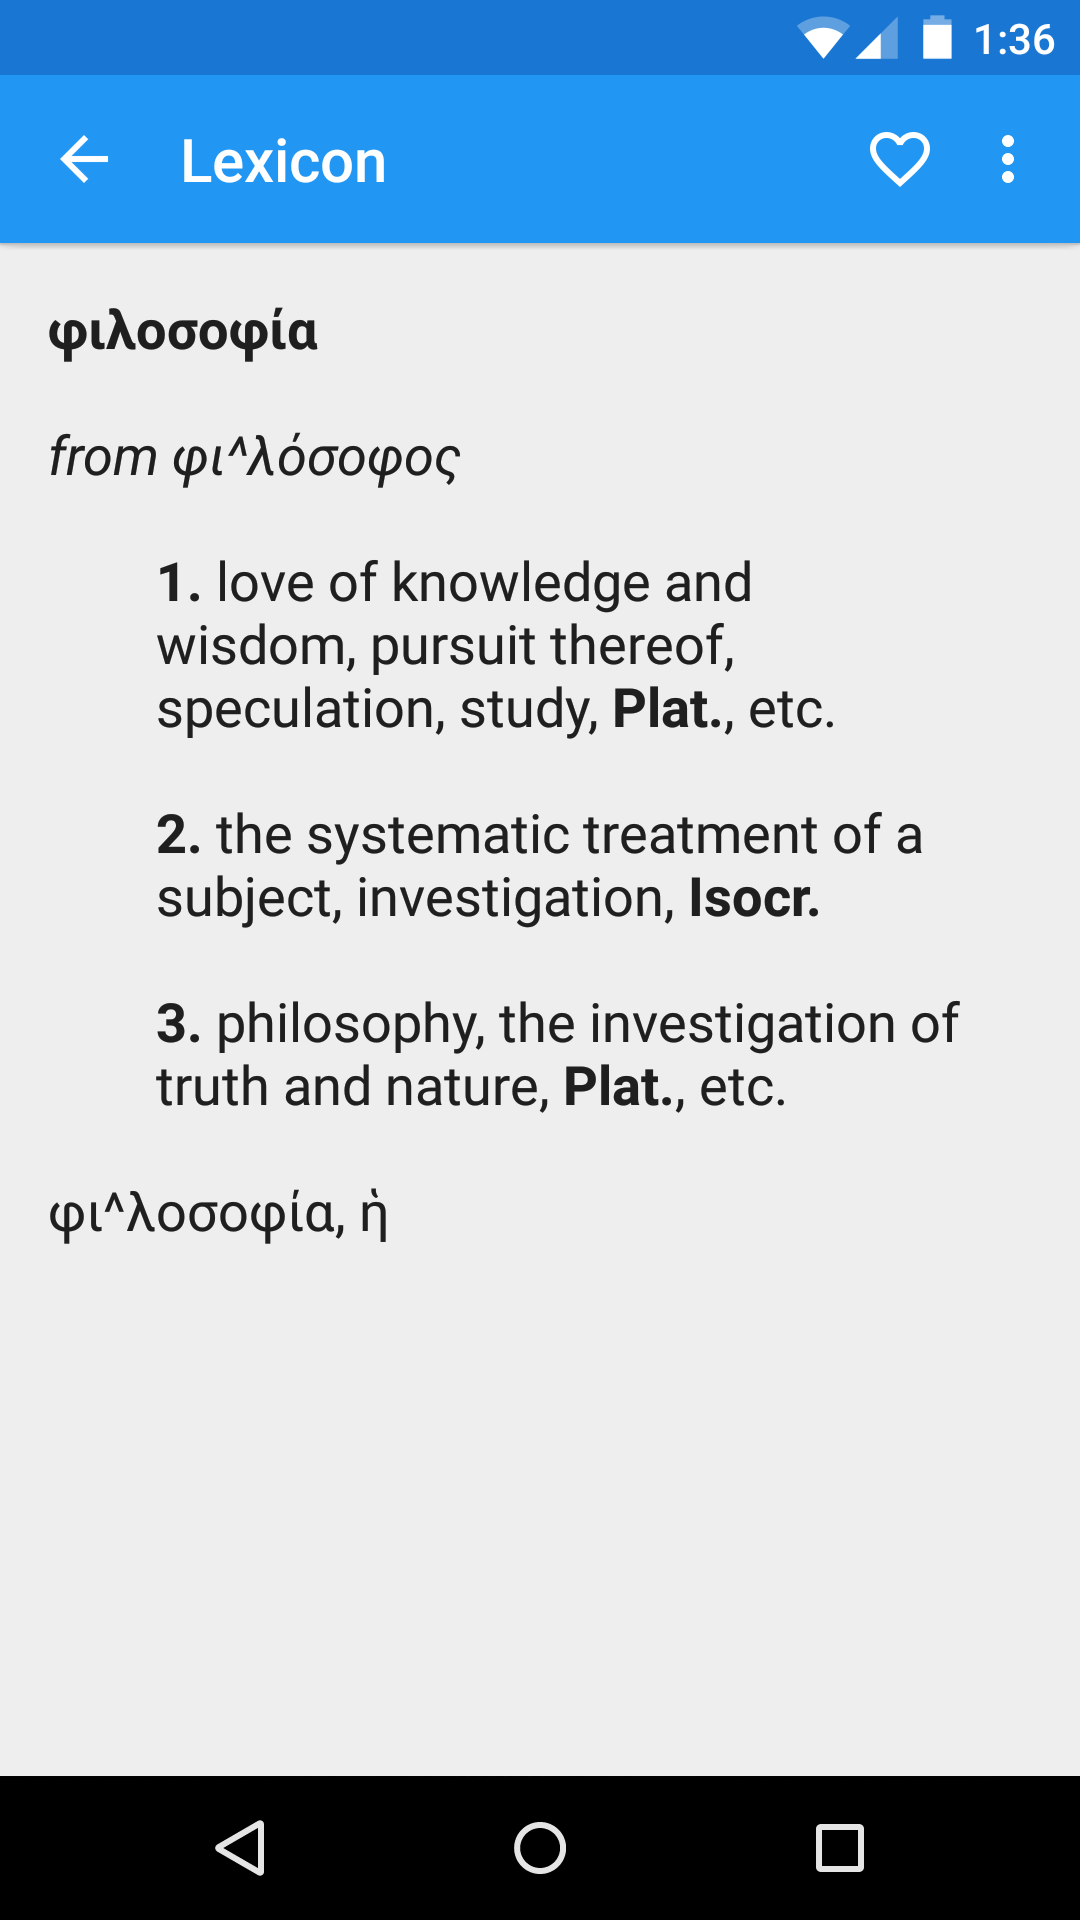 1:36
Lexicon
φιλοσοφία
from φι^λόσοφος
1. love of knowledge and
wisdom, pursuit thereof,
speculation, study, Plat., etc.
2. the systematic treatment of a
subject, investigation, Isocr.
3. philosophy, the investigation of
truth and nature, Plat., etc.
φι^λοσοφία, ἡ